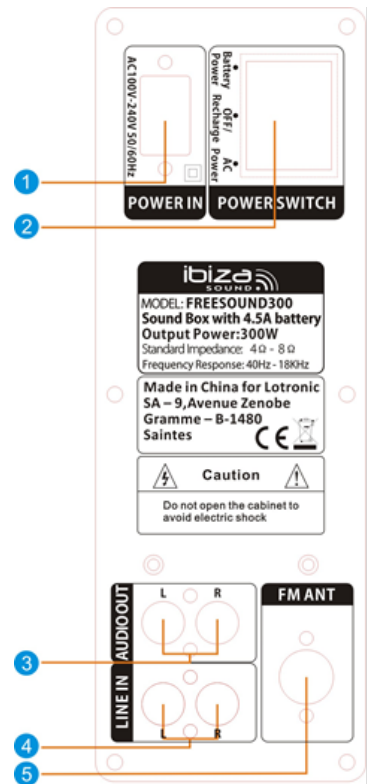 AC100V-240V 50/60Hz
Battery Power
OFF/ Recharge
AC Power
1
POWER IN
POWER SWITCH
2
ibiza
SOUND
MODEL: FREESOUND300
Sound Box with 4.5A battery
Output Power:300W
Standard Impedance: 4Ω - 8Ω
Frequency Response: 40Hz - 18KHz
Made in China for Lotronic
SA – 9,Avenue Zenobe
Gramme – B-1480
Saintes
CE
Caution
Do not open the cabinet to
avoid electric shock
AUDIO OUT
L R
3
LINE IN
L R
4
FM ANT
5